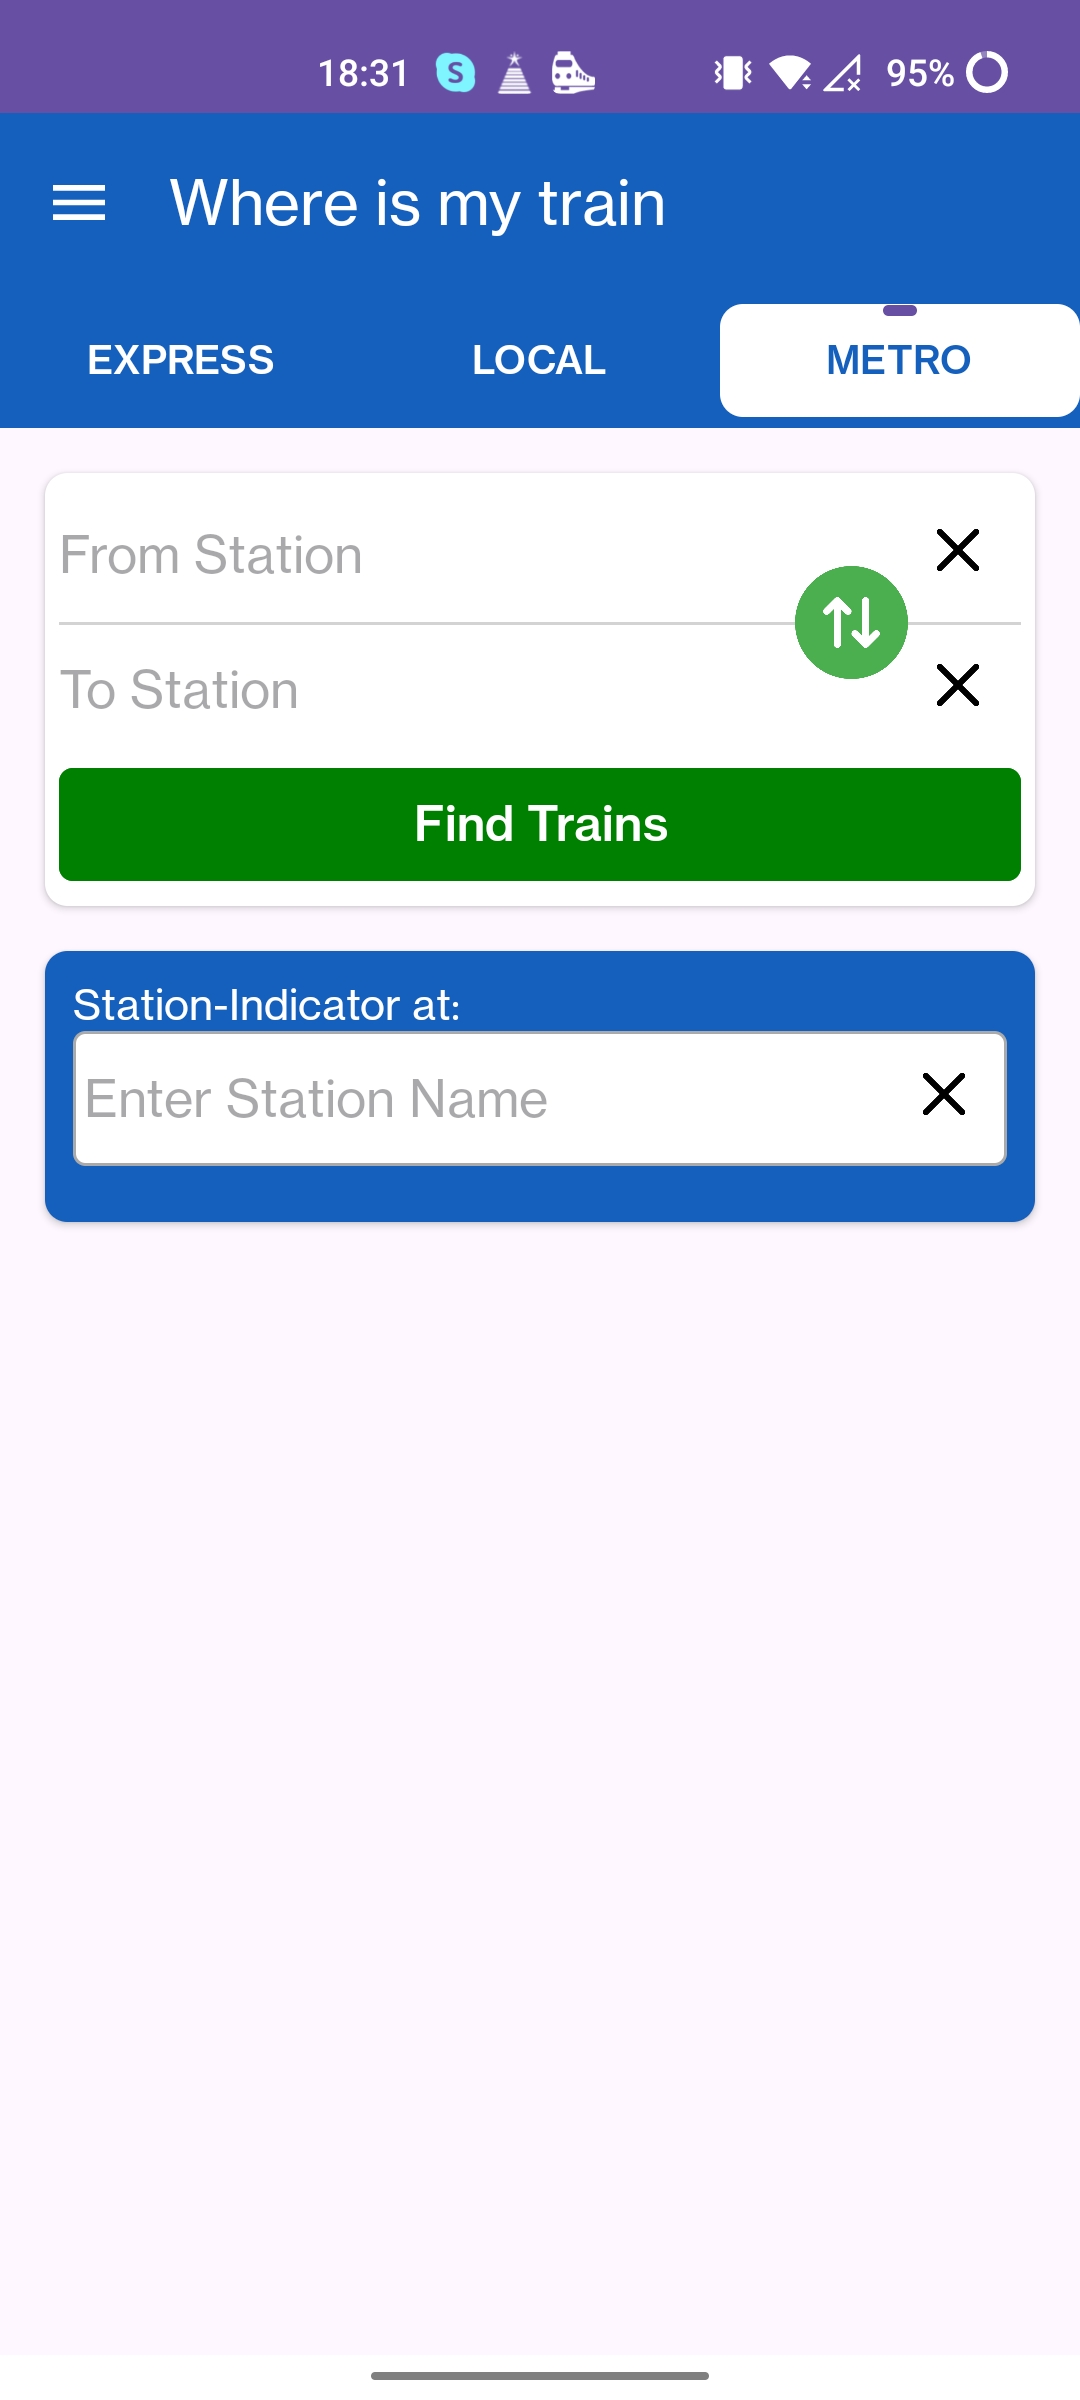 18:31 S 95%
Where is my train
EXPRESS LOCAL METRO
From Station
To Station
Find Trains
Station-Indicator at:
Enter Station Name